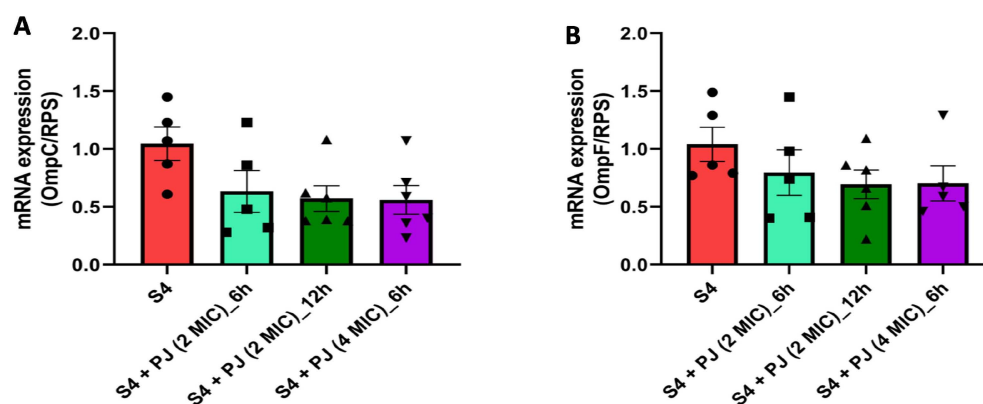 A
mRNA expression
(OmpC/RPS)
2.0
1.5
1.0
0.5
0.0
S4
S4 + PJ (2 MIC)_6h
S4 + PJ (2 MIC)_12h
S4 + PJ (4 MIC)_6h
B
mRNA expression
(OmpF/RPS)
2.0
1.5
1.0
0.5
0.0
S4
S4 + PJ (2 MIC)_6h
S4 + PJ (2 MIC)_12h
S4 + PJ (4 MIC)_6h